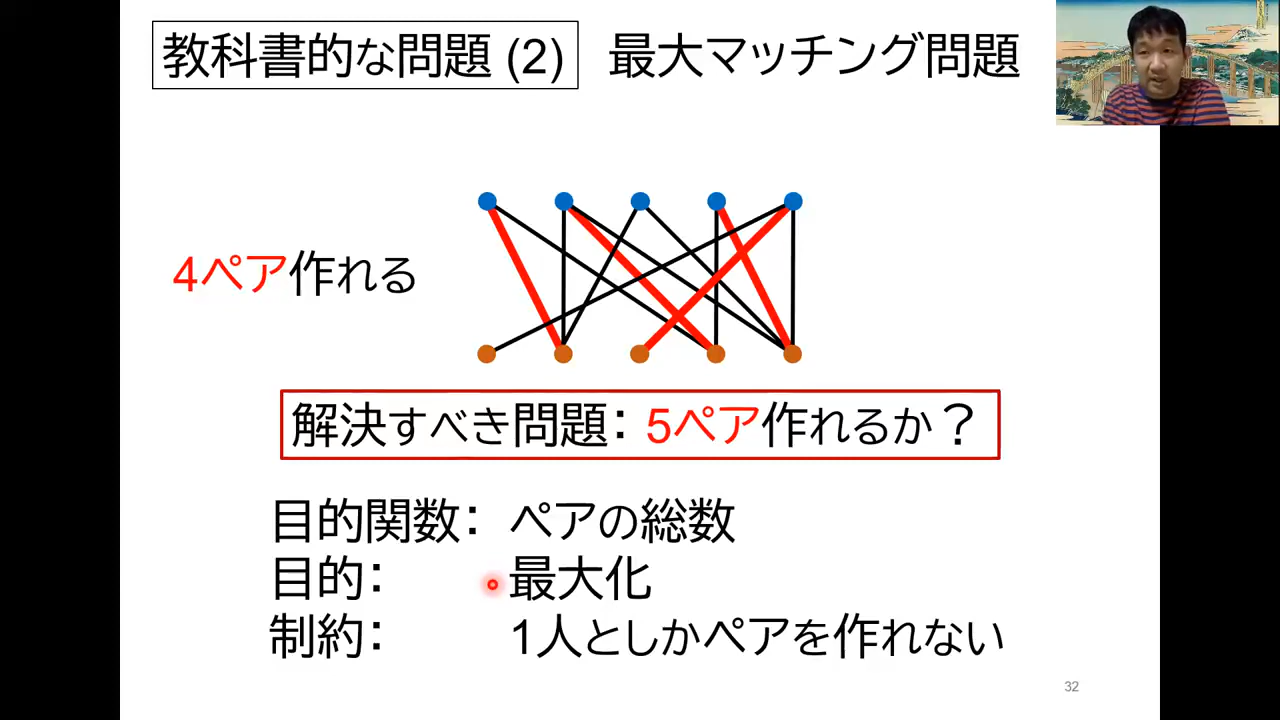 教科書的な問題 (2) 最大マッチング問題
4ペア作れる
解決すべき問題： 5ペア作れるか？
目的関数： ペアの総数
目的： 最大化
制約： 1人としかペアを作れない
32